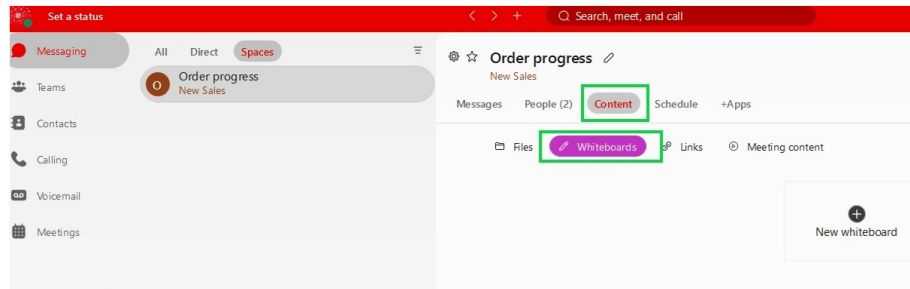 Set a status
Search, meet, and call
Messaging
Teams
Contacts
Calling
Voicemail
Meetings
All Direct Spaces
O
Order progress
New Sales
Order progress
New Sales
Messages People (2) Content Schedule +Apps
Files Whiteboards Links Meeting content
New whiteboard